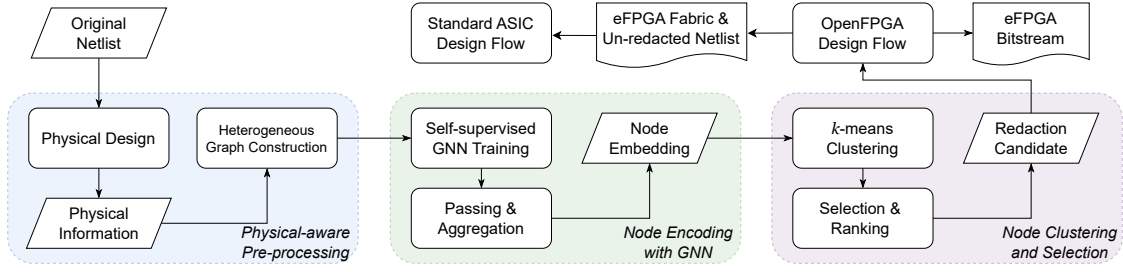 Original
Netlist
Standard ASIC
Design Flow
eFPGA Fabric &
Un-redacted Netlist
OpenFPGA
Design Flow
eFPGA
Bitstream
Physical Design
Heterogeneous
Graph Construction
Physical
Information
Physical-aware
Pre-processing
Self-supervised
GNN Training
Node
Embedding
Passing &
Aggregation
Node Encoding
with GNN
k-means
Clustering
Redaction
Candidate
Selection &
Ranking
Node Clustering
and Selection